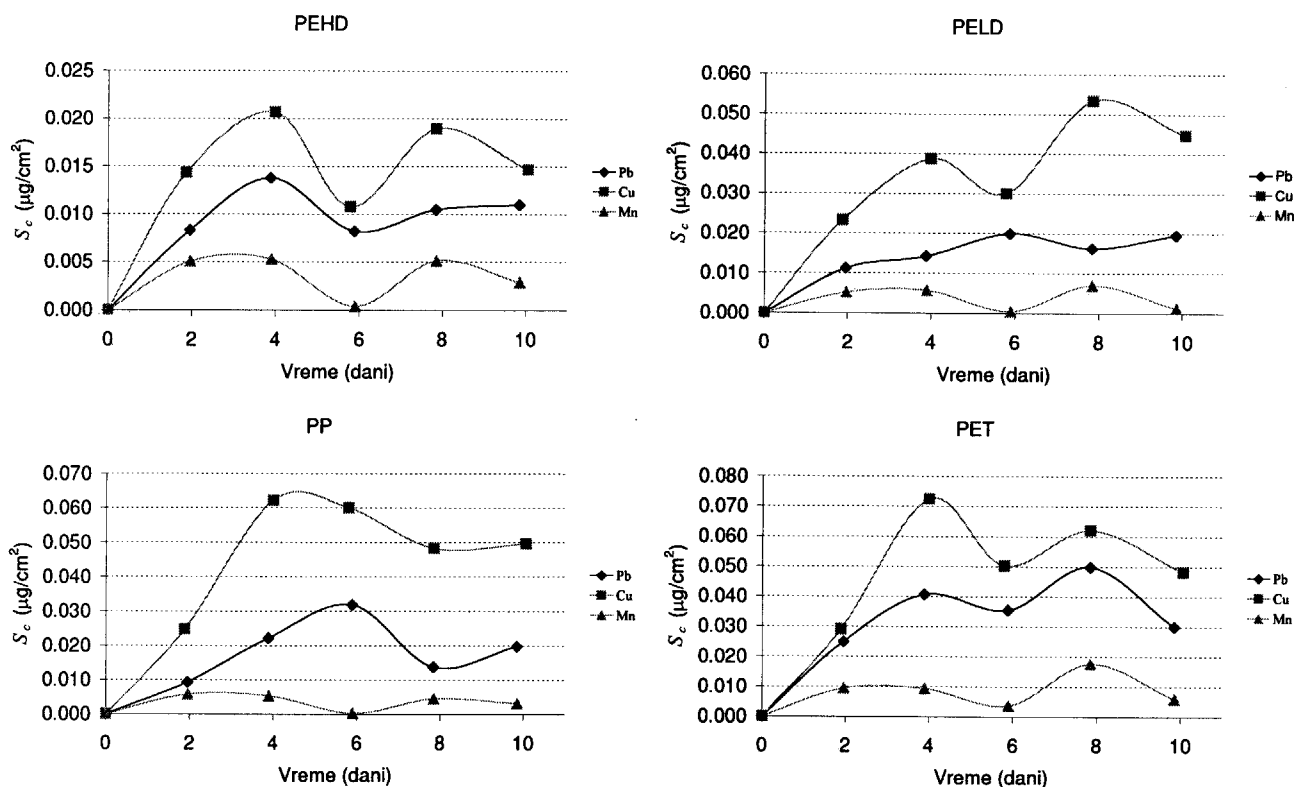 PEHD
0.025
0.020
0.015
0.010
0.005
0.000
S_c (µg/cm²)
0 2 4 6 8 10
Vreme (dani)
Pb
Cu
Mn
PELD
0.060
0.050
0.040
0.030
0.020
0.010
0.000
S_c (µg/cm²)
0 2 4 6 8 10
Vreme (dani)
Pb
Cu
Mn
PP
0.070
0.060
0.050
0.040
0.030
0.020
0.010
0.000
S_c (µg/cm²)
0 2 4 6 8 10
Vreme (dani)
Pb
Cu
Mn
PET
0.080
0.070
0.060
0.050
0.040
0.030
0.020
0.010
0.000
S_c (µg/cm²)
0 2 4 6 8 10
Vreme (dani)
Pb
Cu
Mn